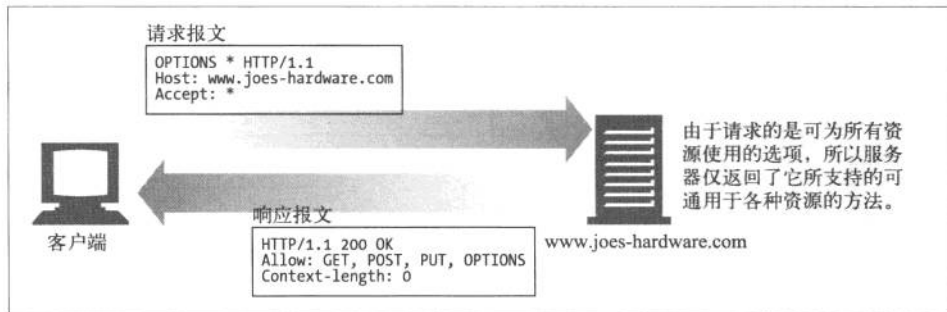 请求报文
OPTIONS * HTTP/1.1
Host: www.joes-hardware.com
Accept: *
由于请求的是可为所有资
源使用的选项，所以服务
器仅返回了它所支持的可
通用于各种资源的方法。
客户端
响应报文
HTTP/1.1 200 OK
Allow: GET, POST, PUT, OPTIONS
Context-length: 0
www.joes-hardware.com